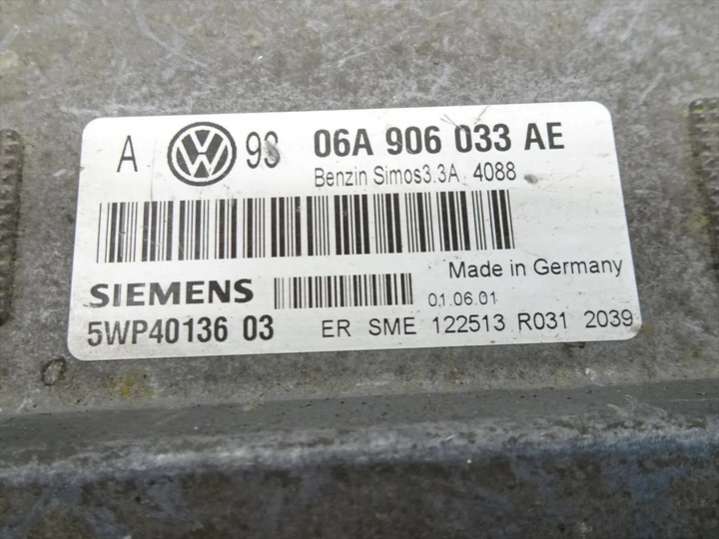 A VW 06A 906 033 AE
Benzin Simos3.3A 4088
Made in Germany
SIEMENS 01.06.01
5WP40136 03 ER SME 122513 R031 2039